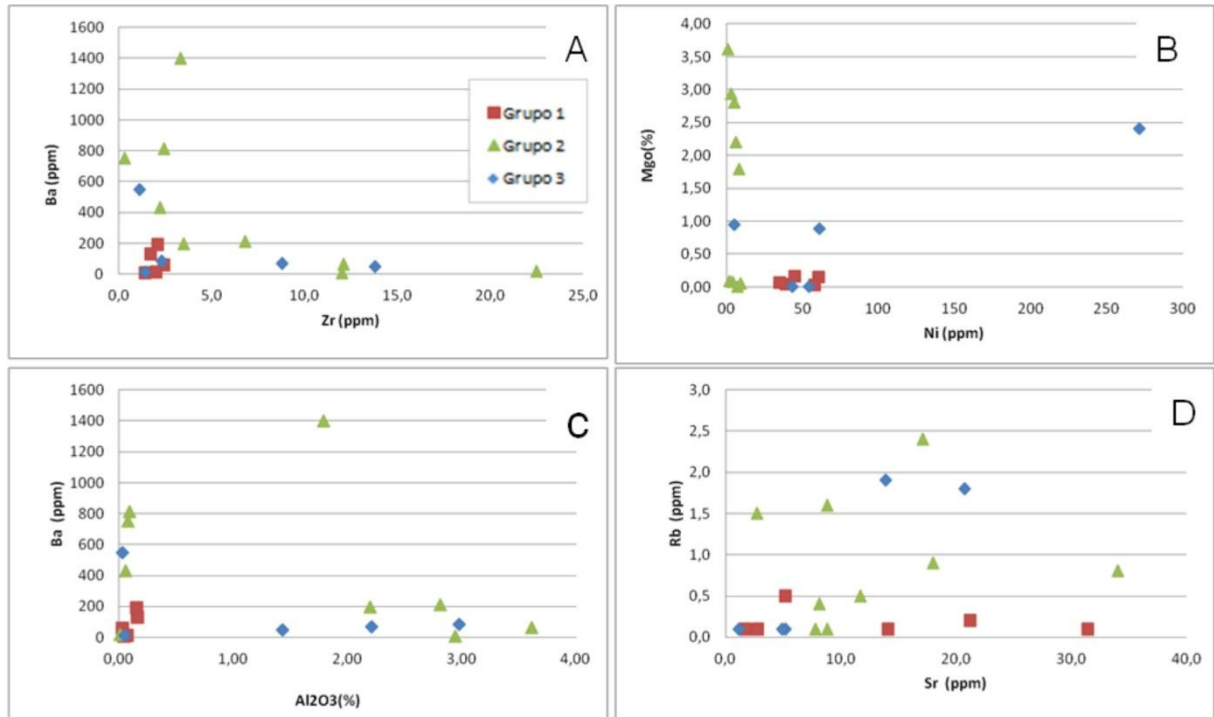 A
1600
1400
1200
1000
800
600
400
200
0
Ba (ppm)
0,0 5,0 10,0 15,0 20,0 25,0
Zr (ppm)
Grupo 1
Grupo 2
Grupo 3
B
4,00
3,50
3,00
2,50
2,00
1,50
1,00
0,50
0,00
Mgo(%)
00 50 100 150 200 250 300
Ni (ppm)
C
1600
1400
1200
1000
800
600
400
200
0
Ba (ppm)
0,00 1,00 2,00 3,00 4,00
Al2O3(%)
D
3,0
2,5
2,0
1,5
1,0
0,5
0,0
Rb (ppm)
0,0 10,0 20,0 30,0 40,0
Sr (ppm)